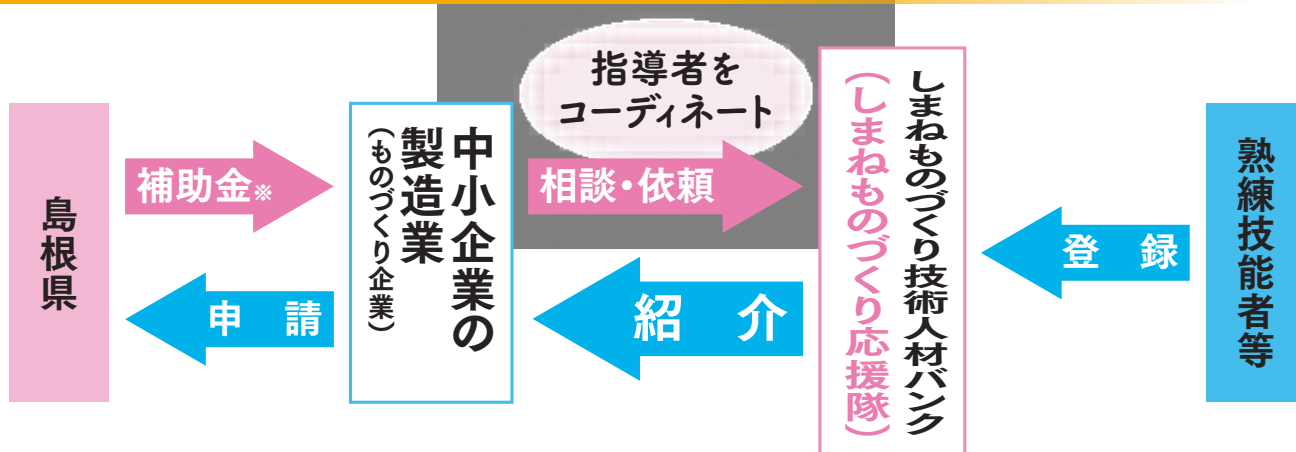 島根県
補助金※
申　請
中小企業の
製造業
（ものづくり企業）
指導者を
コーディネート
相談・依頼
紹　介
しまねものづくり技術人材バンク
（しまねものづくり応援隊）
登　録
熟練技能者等